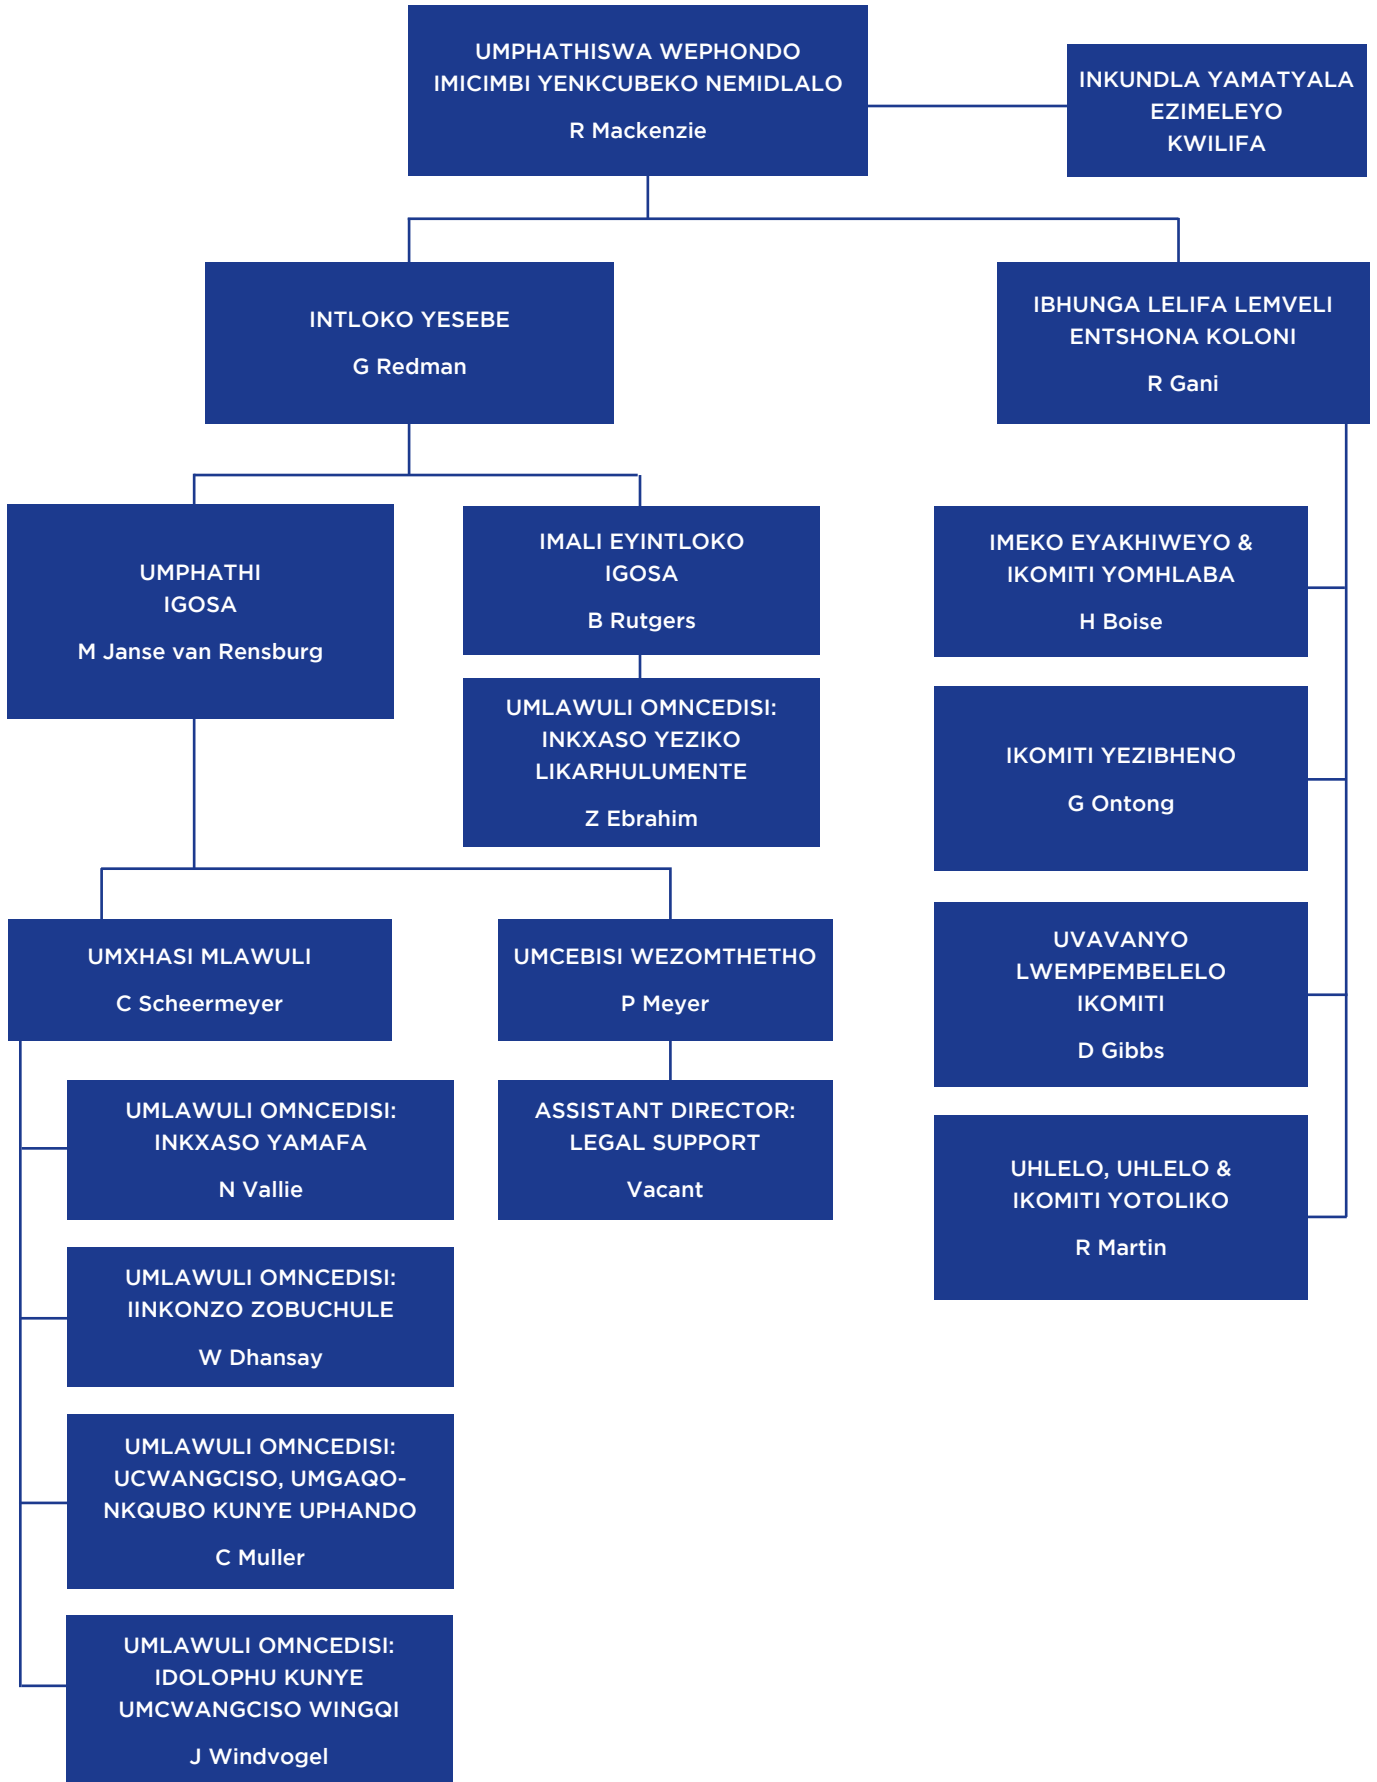 UMPHATHISWA WEPHONDO
IMICIMBI YENKCUBEKO NEMIDLALO
R Mackenzie
INKUNDLA YAMATYALA
EZIMELEYO
KWILIFA
INTLOKO YESEBE
G Redman
IBHUNGA LELIFA LEMVELI
ENTSHONA KOLONI
R Gani
UMPHATHI
IGOSA
M Janse van Rensburg
IMALI EYINTLOKO
IGOSA
B Rutgers
UMLAWULI OMNCEDISI:
INKXASO YEZIKO
LIKARHULUMENTE
Z Ebrahim
IMEKO EYAKHIWEYO &
IKOMITI YOMHLABA
H Boise
IKOMITI YEZIBHENO
G Ontong
UVAVANYO
LWEMPEMBELELO
IKOMITI
D Gibbs
UHLELO, UHLELO &
IKOMITI YOTOLIKO
R Martin
UMXHASI MLAWULI
C Scheermeyer
UMCEBISI WEZOMTHETHO
P Meyer
ASSISTANT DIRECTOR:
LEGAL SUPPORT
Vacant
UMLAWULI OMNCEDISI:
INKXASO YAMAFA
N Vallie
UMLAWULI OMNCEDISI:
IINKONZO ZOBUCHULE
W Dhansay
UMLAWULI OMNCEDISI:
UCWANGCISO, UMGAQO-
NKQUBO KUNYE UPHANDO
C Muller
UMLAWULI OMNCEDISI:
IDOLOPHU KUNYE
UMCWANGCISO WINGQI
J Windvogel